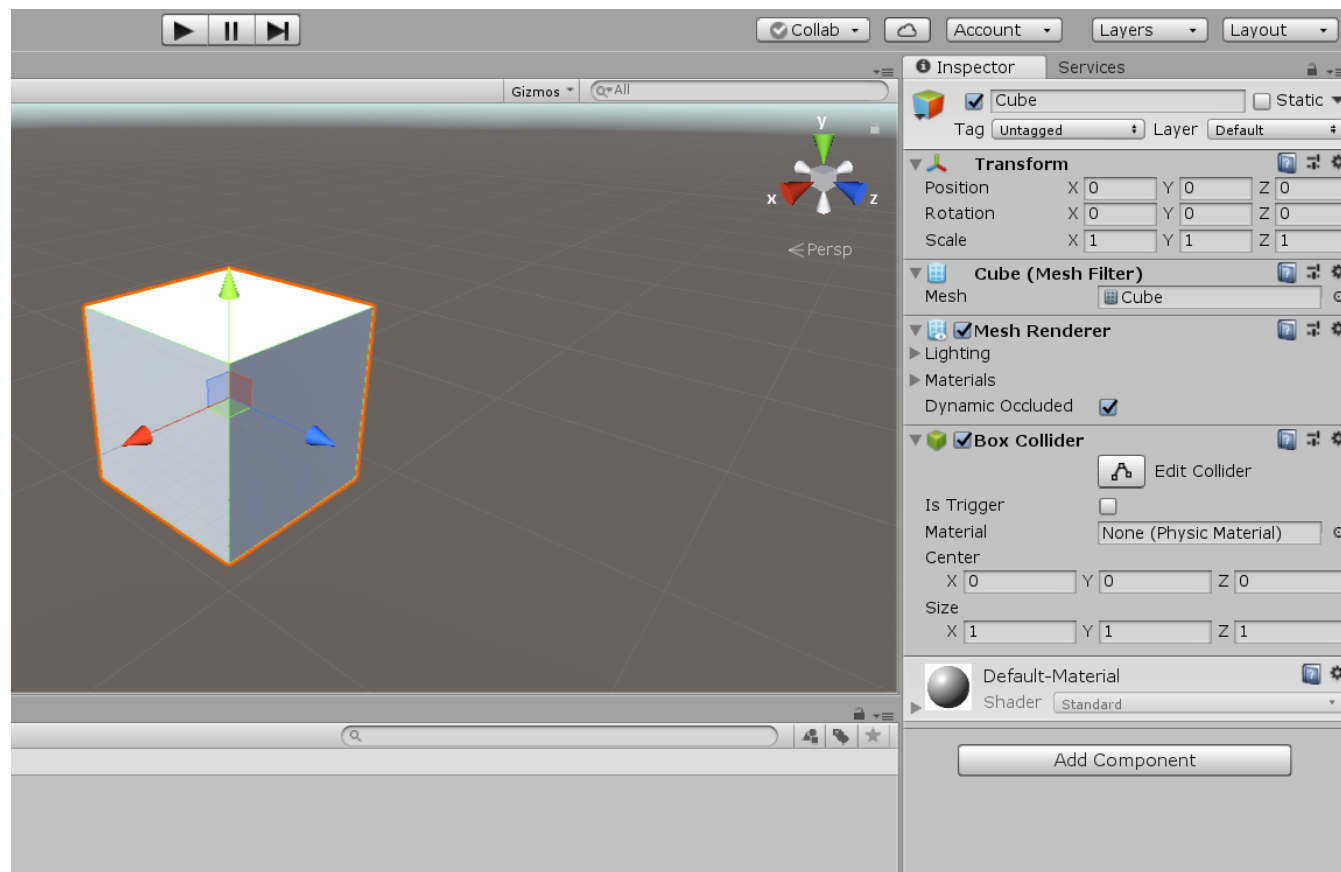 Collab Account Layers Layout
Inspector Services
Gizmos All
Cube Static
Tag Untagged Layer Default
y
x z
Persp
Transform
Position X 0 Y 0 Z 0
Rotation X 0 Y 0 Z 0
Scale X 1 Y 1 Z 1
Cube (Mesh Filter)
Mesh Cube
Mesh Renderer
Lighting
Materials
Dynamic Occluded
Box Collider
Edit Collider
Is Trigger
Material None (Physic Material)
Center
X 0 Y 0 Z 0
Size
X 1 Y 1 Z 1
Default-Material
Shader Standard
Add Component